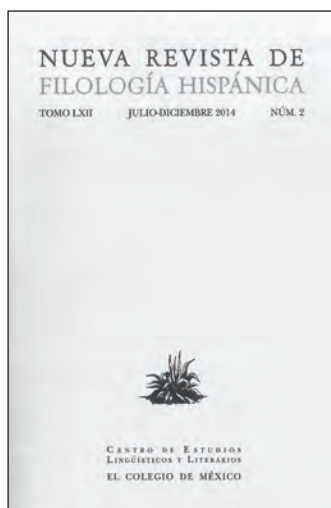 NUEVA REVISTA DE
FILOLOGÍA HISPÁNICA
TOMO LXII JULIO-DICIEMBRE 2014 NÚM. 2
CENTRO DE ESTUDIOS
LINGÜÍSTICOS Y LITERARIOS
EL COLEGIO DE MÉXICO